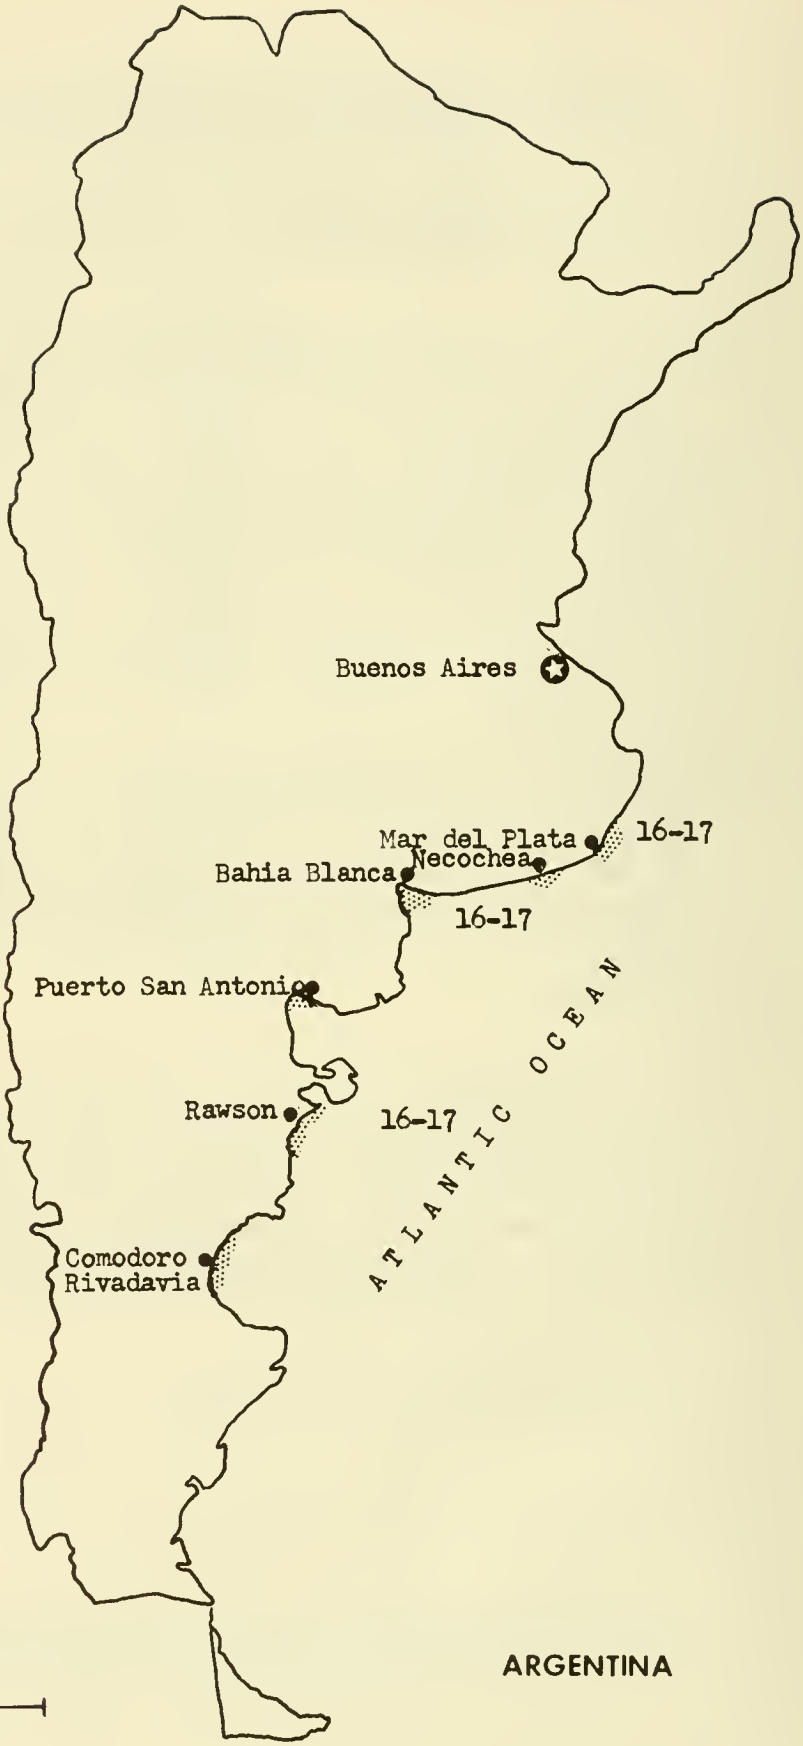 Buenos Aires
Mar del Plata
16-17
Necochea
Bahia Blanca
16-17
Puerto San Antonio
ATLANTIC OCEAN
Rawson
16-17
Comodoro
Rivadavia
ARGENTINA